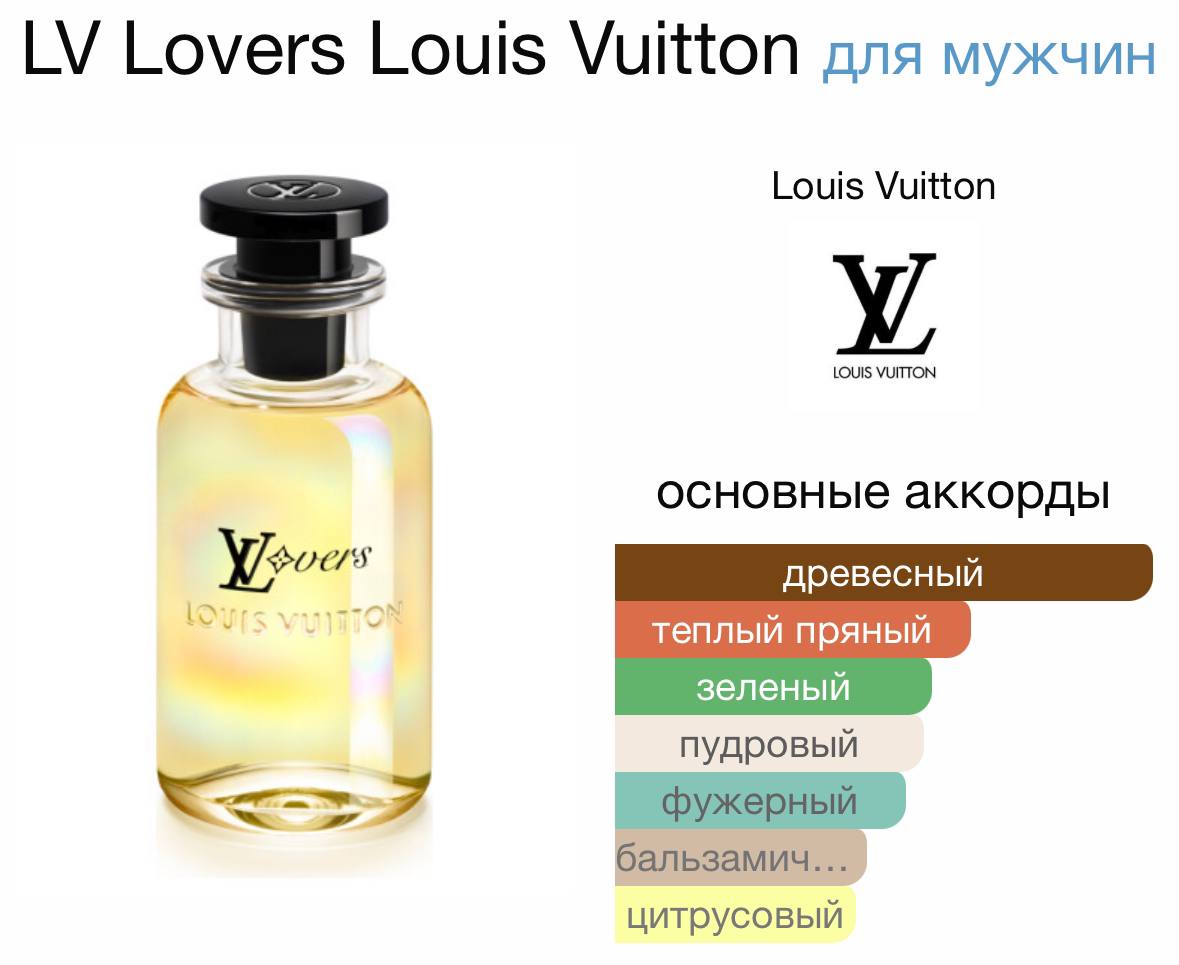 LV Lovers Louis Vuitton для мужчин
LVovers
LOUIS VUITTON
Louis Vuitton
LV
LOUIS VUITTON
основные аккорды
древесный
теплый пряный
зеленый
пудровый
фужерный
бальзамич...
цитрусовый